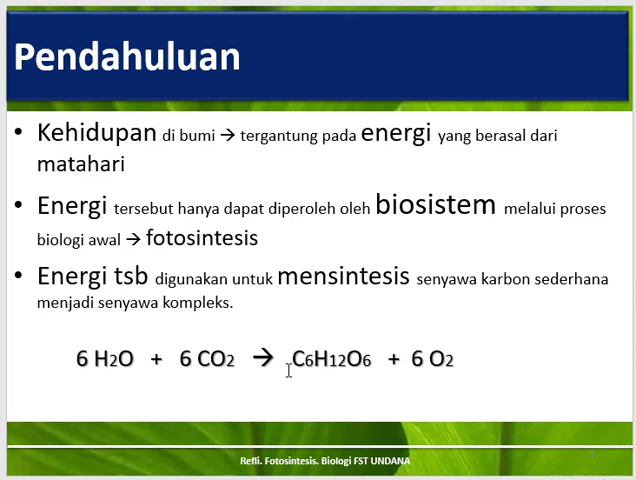 Pendahuluan
• Kehidupan di bumi → tergantung pada energi yang berasal dari
matahari
• Energi tersebut hanya dapat diperoleh oleh biosistem melalui proses
biologi awal → fotosintesis
• Energi tsb digunakan untuk mensintesis senyawa karbon sederhana
menjadi senyawa kompleks.
6 H2O + 6 CO2 → C6H12O6 + 6 O2
Refli. Fotosintesis. Biologi FST UNDANA